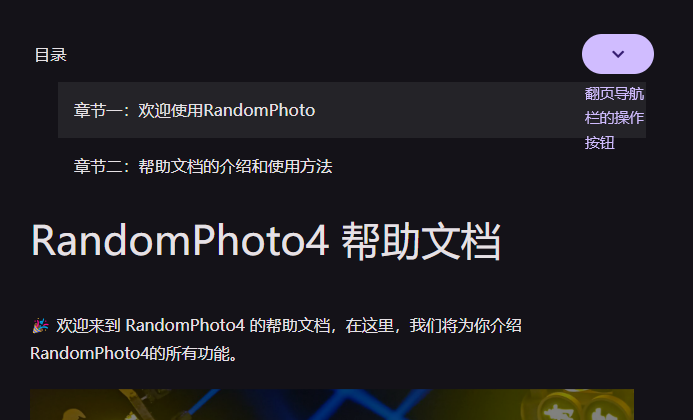 目录
章节一：欢迎使用RandomPhoto
翻页导航
栏的操作
按钮
章节二：帮助文档的介绍和使用方法
RandomPhoto4 帮助文档
🎉 欢迎来到 RandomPhoto4 的帮助文档，在这里，我们将为你介绍
RandomPhoto4的所有功能。